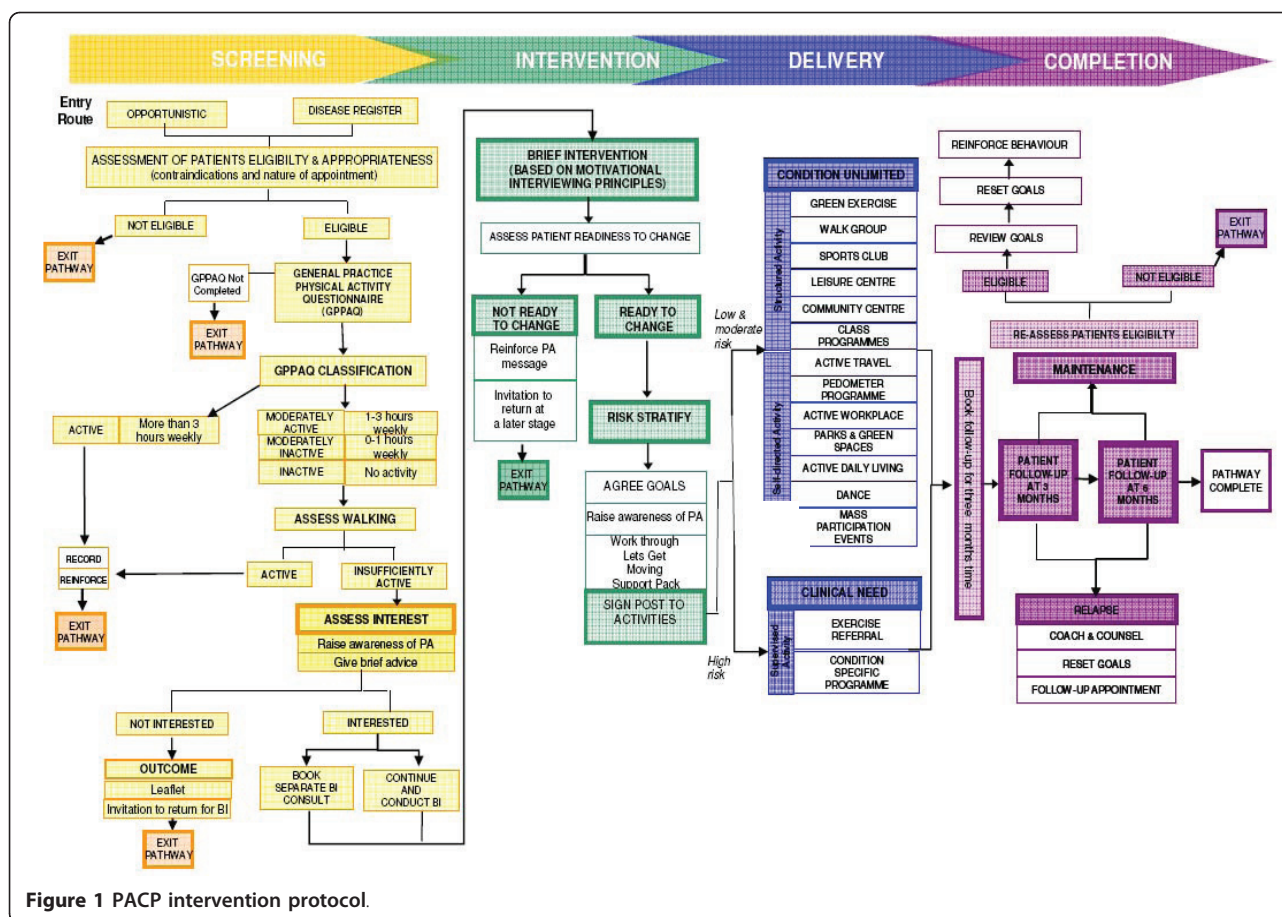 SCREENING
INTERVENTION
DELIVERY
COMPLETION
Entry
Route
OPPORTUNISTIC
DISEASE REGISTER
ASSESSMENT OF PATIENTS ELIGIBILTY & APPROPRIATENESS
(contraindications and nature of appointment)
NOT ELIGIBLE
ELIGIBLE
EXIT
PATHWAY
GPPAQ Not
Completed
EXIT
PATHWAY
GENERAL PRACTICE
PHYSICAL ACTIVITY
QUESTIONNAIRE
(GPPAQ)
GPPAQ CLASSIFICATION
ACTIVE
More than 3
hours weekly
MODERATELY
ACTIVE
1-3 hours
weekly
MODERATELY
INACTIVE
0-1 hours
weekly
INACTIVE
No activity
ASSESS WALKING
RECORD
REINFORCE
EXIT
PATHWAY
ACTIVE
INSUFFICIENTLY
ACTIVE
ASSESS INTEREST
Raise awareness of PA
Give brief advice
NOT INTERESTED
INTERESTED
OUTCOME
Leaflet
Invitation to return for BI
EXIT
PATHWAY
BOOK
SEPARATE BI
CONSULT
CONTINUE
AND
CONDUCT BI
BRIEF INTERVENTION
(BASED ON MOTIVATIONAL
INTERVIEWING PRINCIPLES)
ASSESS PATIENT READINESS TO CHANGE
NOT READY
TO CHANGE
Reinforce PA
message
Invitation to
return at
a later stage
EXIT
PATHWAY
READY TO
CHANGE
RISK STRATIFY
AGREE GOALS
Raise awareness of PA
Work through
Lets Get
Moving
Support Pack
SIGN POST TO
ACTIVITIES
Low &
moderate
risk
High
risk
CONDITION UNLIMITED
Structured Activity
GREEN EXERCISE
WALK GROUP
SPORTS CLUB
LEISURE CENTRE
COMMUNITY CENTRE
CLASS
PROGRAMMES
Self-directed Activity
ACTIVE TRAVEL
PEDOMETER
PROGRAMME
ACTIVE WORKPLACE
PARKS & GREEN
SPACES
ACTIVE DAILY LIVING
DANCE
MASS
PARTICIPATION
EVENTS
CLINICAL NEED
Supervised
Activity
EXERCISE
REFERRAL
CONDITION
SPECIFIC
PROGRAMME
Book follow-up for three months time
REINFORCE BEHAVIOUR
RESET GOALS
REVIEW GOALS
ELIGIBLE
NOT ELIGIBLE
EXIT
PATHWAY
RE-ASSESS PATIENTS ELIGIBILTY
MAINTENANCE
PATIENT
FOLLOW-UP
AT 3
MONTHS
PATIENT
FOLLOW-UP
AT 6
MONTHS
PATHWAY
COMPLETE
RELAPSE
COACH & COUNSEL
RESET GOALS
FOLLOW-UP APPOINTMENT
Figure 1 PACP intervention protocol.